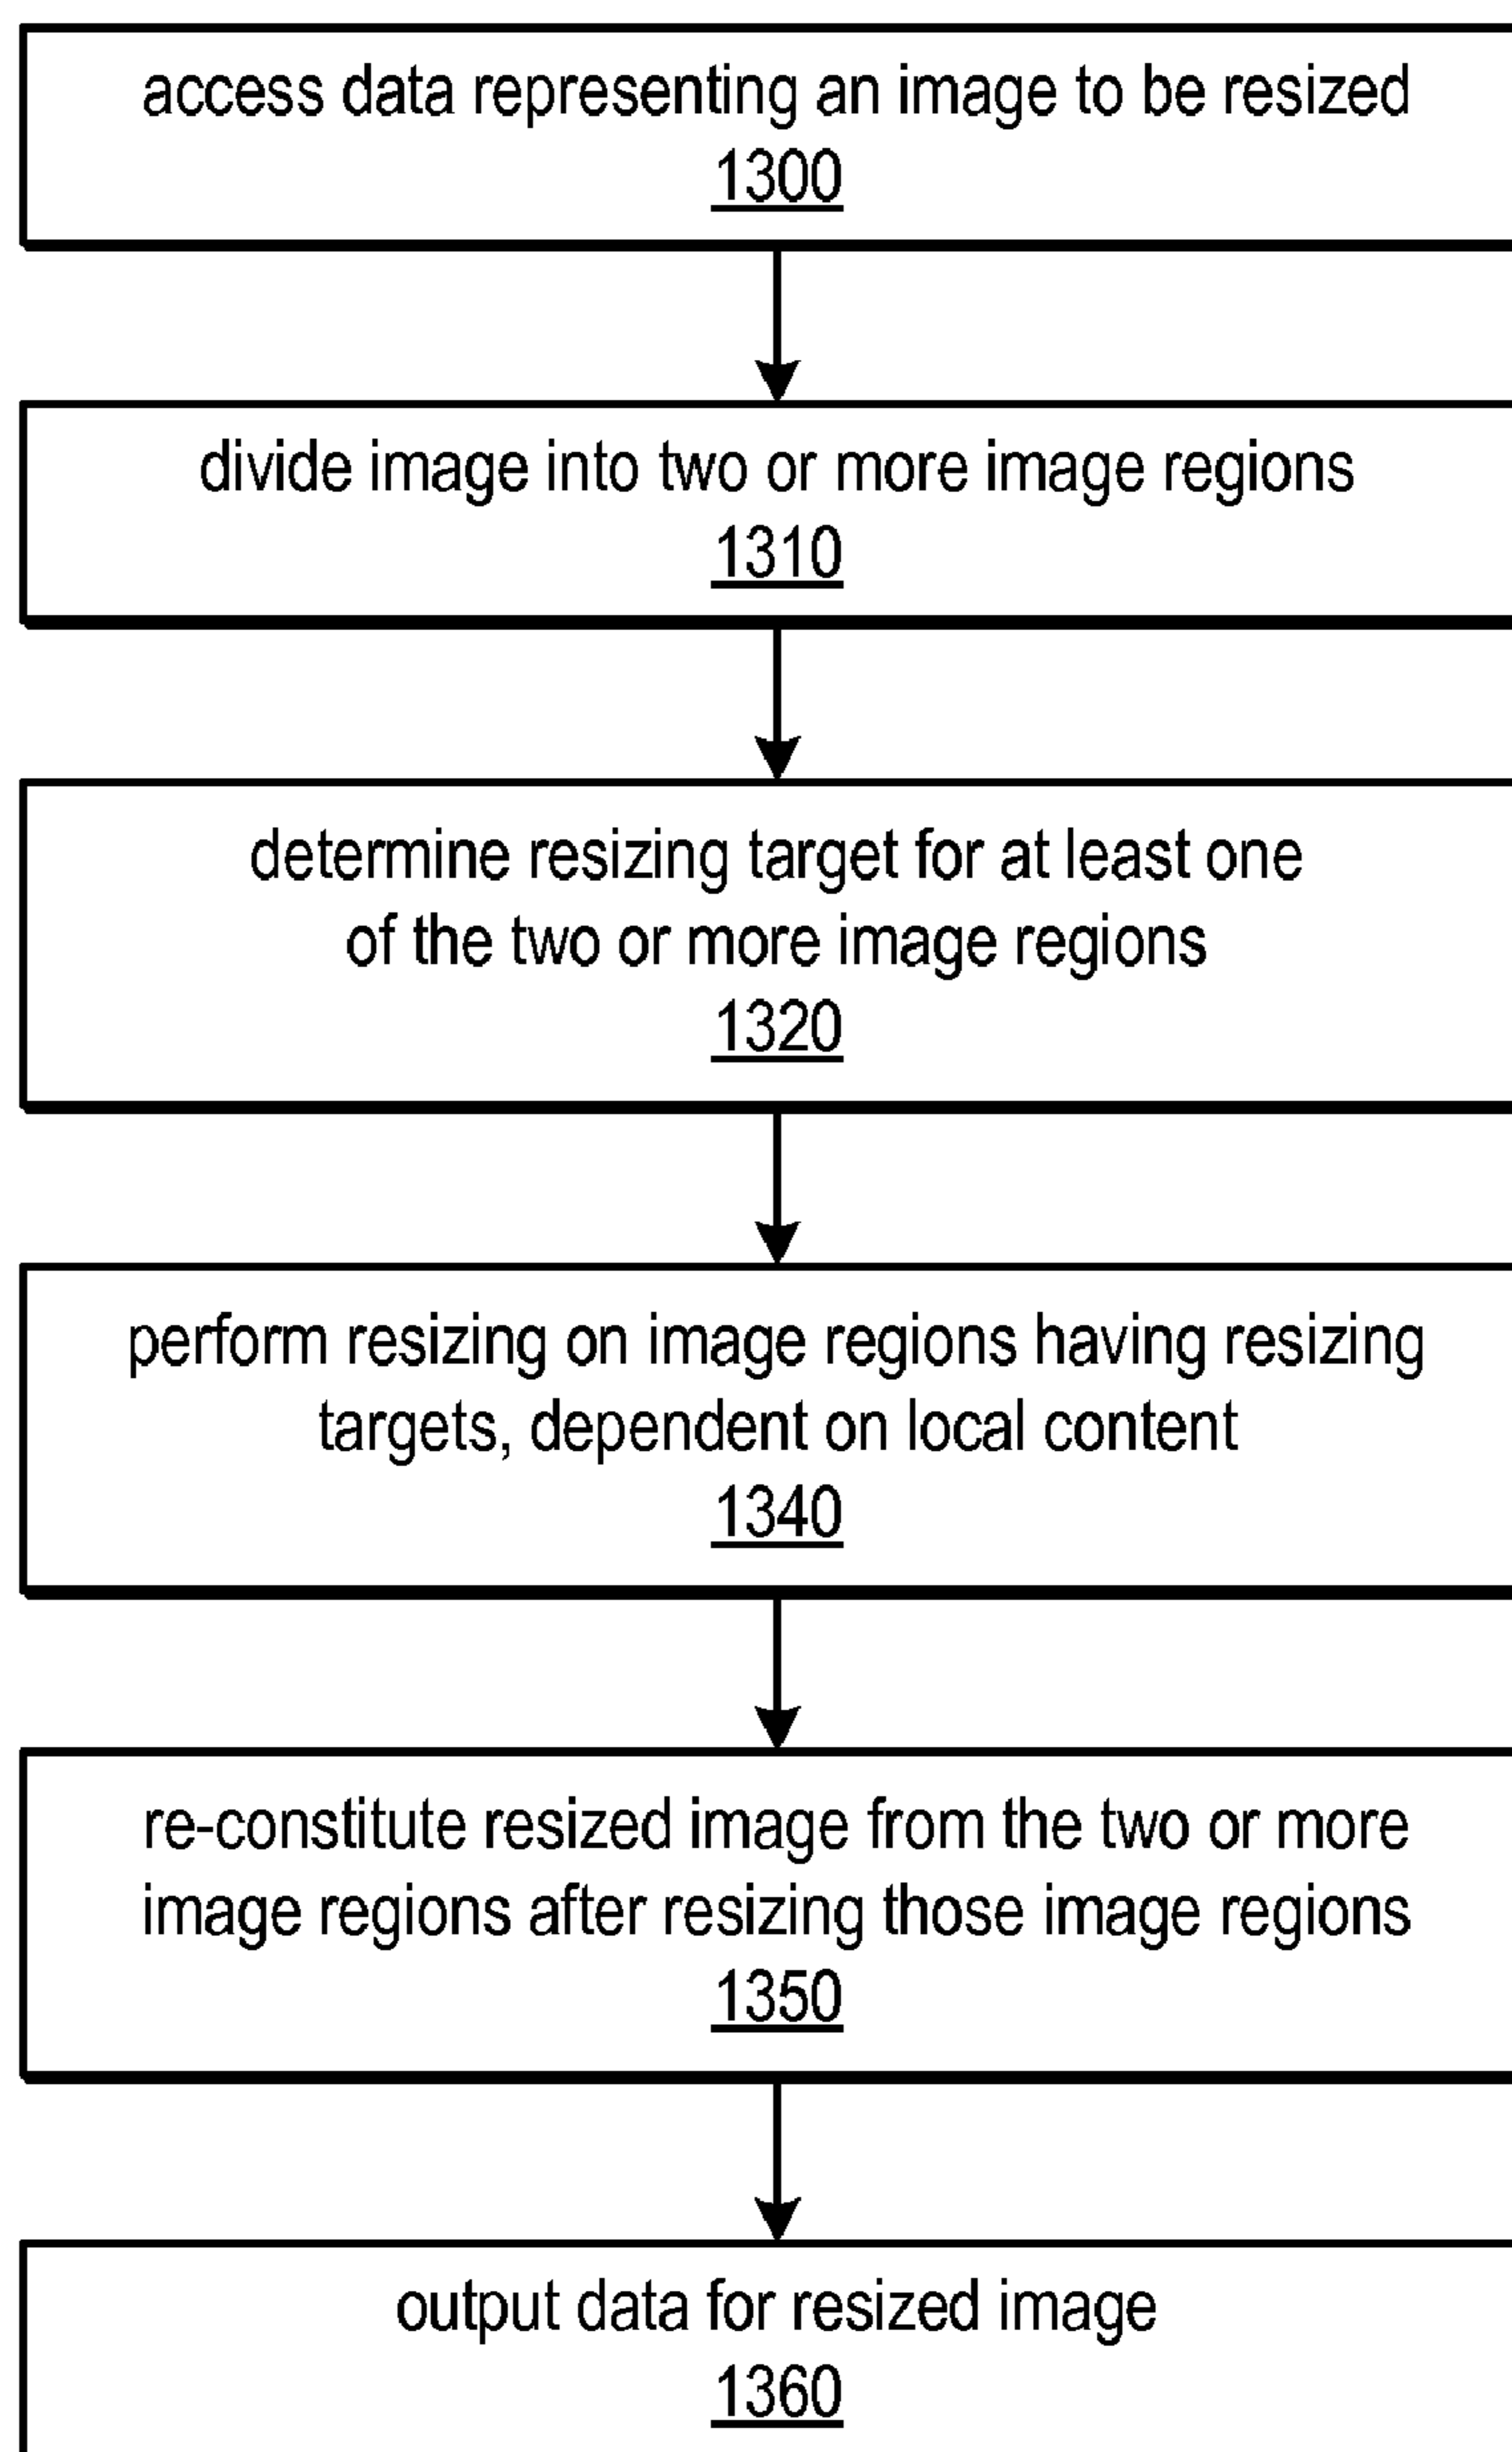 access data representing an image to be resized
1300
divide image into two or more image regions
1310
determine resizing target for at least one
of the two or more image regions
1320
perform resizing on image regions having resizing
targets, dependent on local content
1340
re-constitute resized image from the two or more
image regions after resizing those image regions
1350
output data for resized image
1360